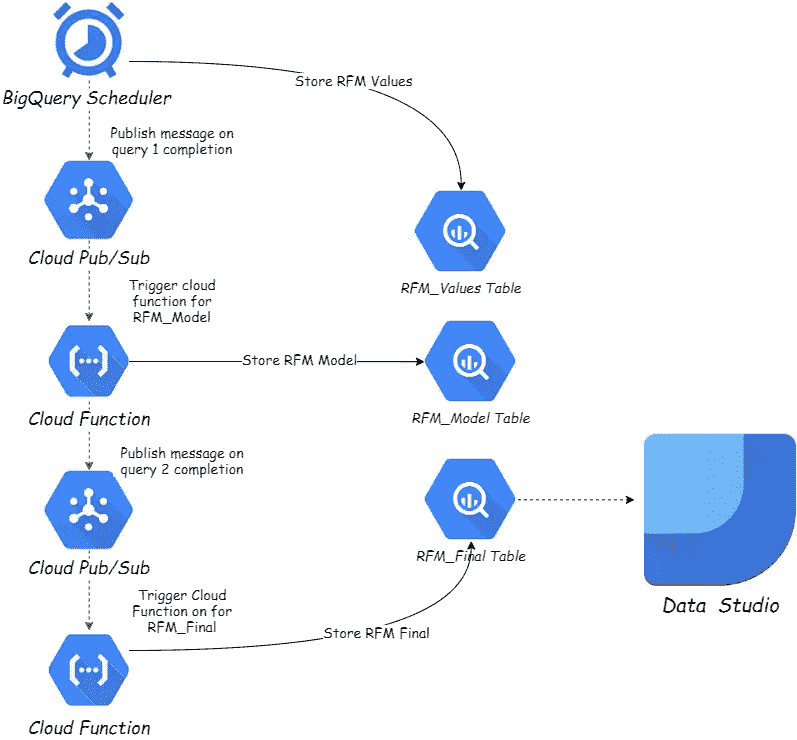 Store RFM Values
BigQuery Scheduler
Publish message on
query 1 completion
Cloud Pub/Sub
Trigger cloud
function for
RFM_Model
RFM_Values Table
Store RFM Model
Cloud Function
RFM_Model Table
Publish message on
query 2 completion
Cloud Pub/Sub
RFM_Final Table
Trigger Cloud
Function on for
RFM_Final
Data Studio
Store RFM Final
Cloud Function